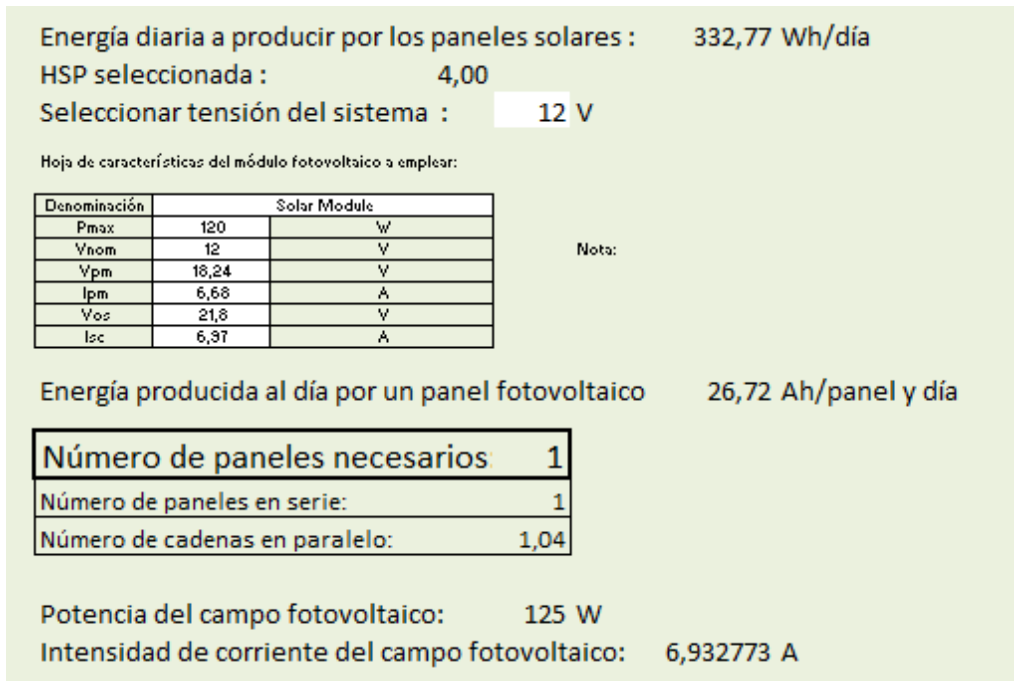 Energía diaria a producir por los paneles solares : 332,77 Wh/día
HSP seleccionada : 4,00
Seleccionar tensión del sistema : 12 V
Hoja de características del módulo fotovoltaico a emplear:
Denominación Solar Module
Pmax 120 W
Vnom 12 V
Nota:
Vpm 18,24 V
Ipm 6,68 A
Vos 21,8 V
Isc 6,97 A
Energía producida al día por un panel fotovoltaico 26,72 Ah/panel y día
Número de paneles necesarios: 1
Número de paneles en serie: 1
Número de cadenas en paralelo: 1,04
Potencia del campo fotovoltaico: 125 W
Intensidad de corriente del campo fotovoltaico: 6,932773 A